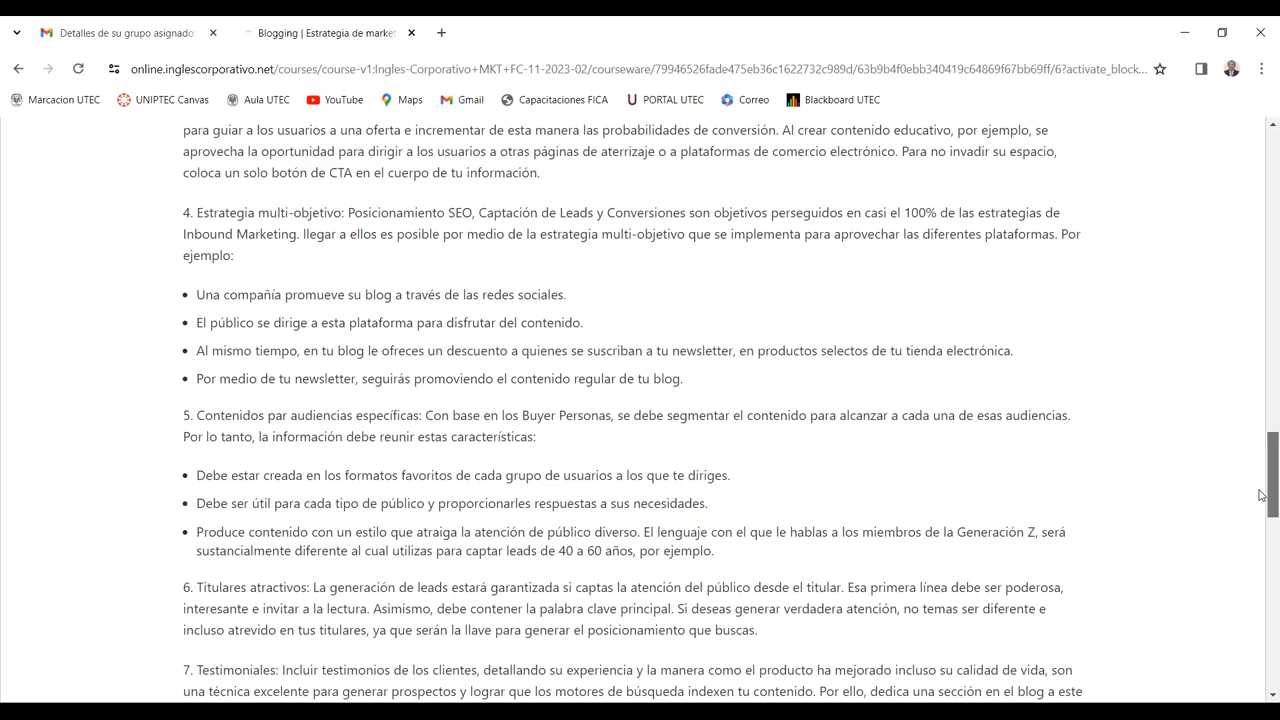 Detalles de su grupo asignado
Blogging | Estrategia de market
online.inglescorporativo.net/courses/course-v1:Ingles-Corporativo+MKT+FC-11-2023-02/courseware/79946526fade475eb36c1622732c989d/63b9b4f0ebb340419c64869f67bb69ff/6?activate_block...
Marcacion UTEC
UNIPTEC Canvas
Aula UTEC
YouTube
Maps
Gmail
Capacitaciones FICA
PORTAL UTEC
Correo
Blackboard UTEC
para guiar a los usuarios a una oferta e incrementar de esta manera las probabilidades de conversión. Al crear contenido educativo, por ejemplo, se
aprovecha la oportunidad para dirigir a los usuarios a otras páginas de aterrizaje o a plataformas de comercio electrónico. Para no invadir su espacio,
coloca un solo botón de CTA en el cuerpo de tu información.
4. Estrategia multi-objetivo: Posicionamiento SEO, Captación de Leads y Conversiones son objetivos perseguidos en casi el 100% de las estrategias de
Inbound Marketing. llegar a ellos es posible por medio de la estrategia multi-objetivo que se implementa para aprovechar las diferentes plataformas. Por
ejemplo:
• Una compañía promueve su blog a través de las redes sociales.
• El público se dirige a esta plataforma para disfrutar del contenido.
• Al mismo tiempo, en tu blog le ofreces un descuento a quienes se suscriban a tu newsletter, en productos selectos de tu tienda electrónica.
• Por medio de tu newsletter, seguirás promoviendo el contenido regular de tu blog.
5. Contenidos par audiencias específicas: Con base en los Buyer Personas, se debe segmentar el contenido para alcanzar a cada una de esas audiencias.
Por lo tanto, la información debe reunir estas características:
• Debe estar creada en los formatos favoritos de cada grupo de usuarios a los que te diriges.
• Debe ser útil para cada tipo de público y proporcionarles respuestas a sus necesidades.
• Produce contenido con un estilo que atraiga la atención de público diverso. El lenguaje con el que le hablas a los miembros de la Generación Z, será
sustancialmente diferente al cual utilizas para captar leads de 40 a 60 años, por ejemplo.
6. Titulares atractivos: La generación de leads estará garantizada si captas la atención del público desde el titular. Esa primera línea debe ser poderosa,
interesante e invitar a la lectura. Asimismo, debe contener la palabra clave principal. Si deseas generar verdadera atención, no temas ser diferente e
incluso atrevido en tus titulares, ya que serán la llave para generar el posicionamiento que buscas.
7. Testimoniales: Incluir testimonios de los clientes, detallando su experiencia y la manera como el producto ha mejorado incluso su calidad de vida, son
una técnica excelente para generar prospectos y lograr que los motores de búsqueda indexen tu contenido. Por ello, dedica una sección en el blog a este